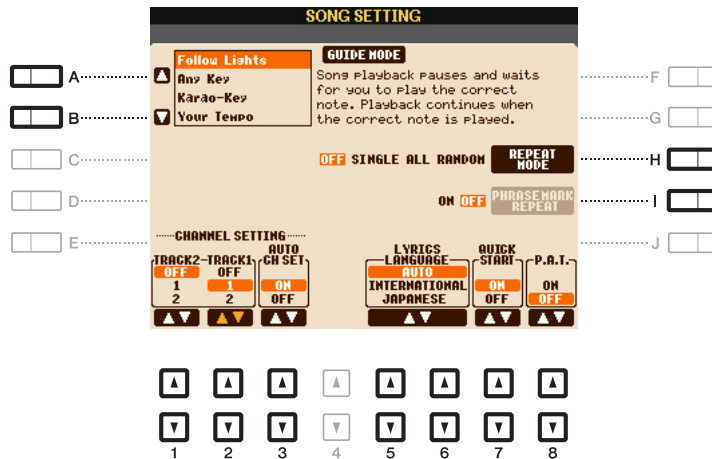 SONG SETTING
Follow Lights
Any Key
Karao-Key
Your Tempo
GUIDE MODE
Song playback pauses and waits
for you to play the correct
note. Playback continues when
the correct note is played.
A
B
C
D
E
F
G
H
I
J
OFF SINGLE ALL RANDOM
REPEAT
MODE
ON OFF
PHRASE MARK
REPEAT
CHANNEL SETTING
TRACK2 TRACK1
AUTO
CH SET
OFF OFF
1 1 ON
2 2 OFF
LYRICS
LANGUAGE
AUTO
INTERNATIONAL
JAPANESE
QUICK
START
ON
OFF
P.A.T.
ON
OFF
1 2 3 4 5 6 7 8